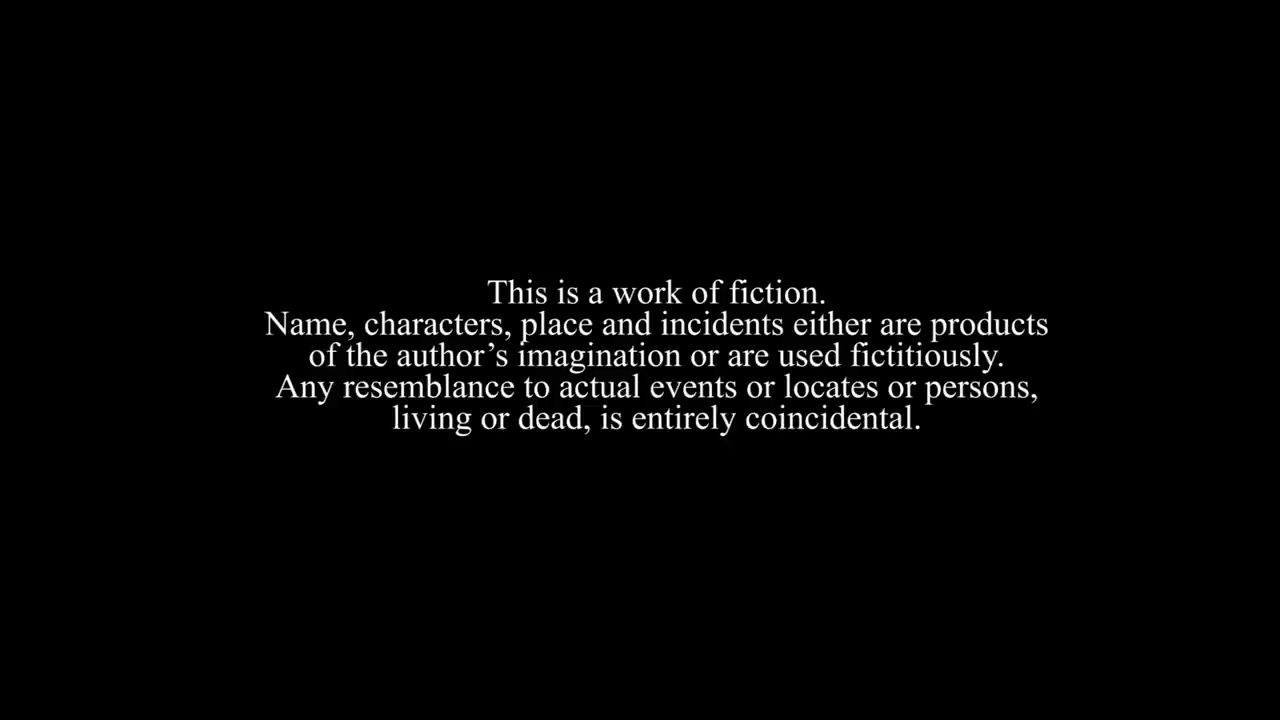 This is a work of fiction.
Name, characters, place and incidents either are products
of the author’s imagination or are used fictitiously.
Any resemblance to actual events or locates or persons,
living or dead, is entirely coincidental.